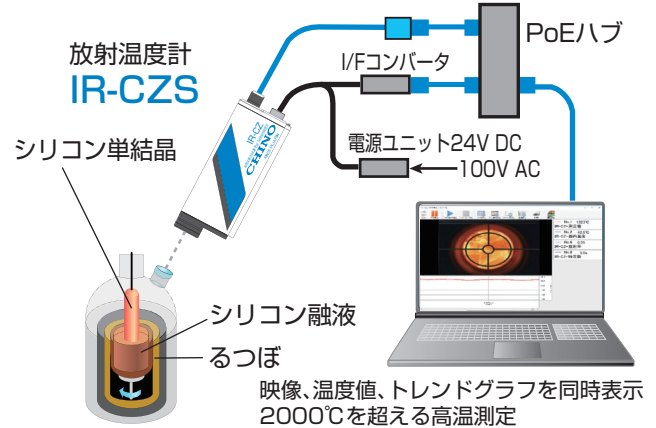 PoEハブ
放射温度計
IR-CZS
I/Fコンバータ
IR-CZ
CHINO
シリコン単結晶
電源ユニット24V DC
100V AC
シリコン融液
るつぼ
映像、温度値、トレンドグラフを同時表示
2000℃を超える高温測定